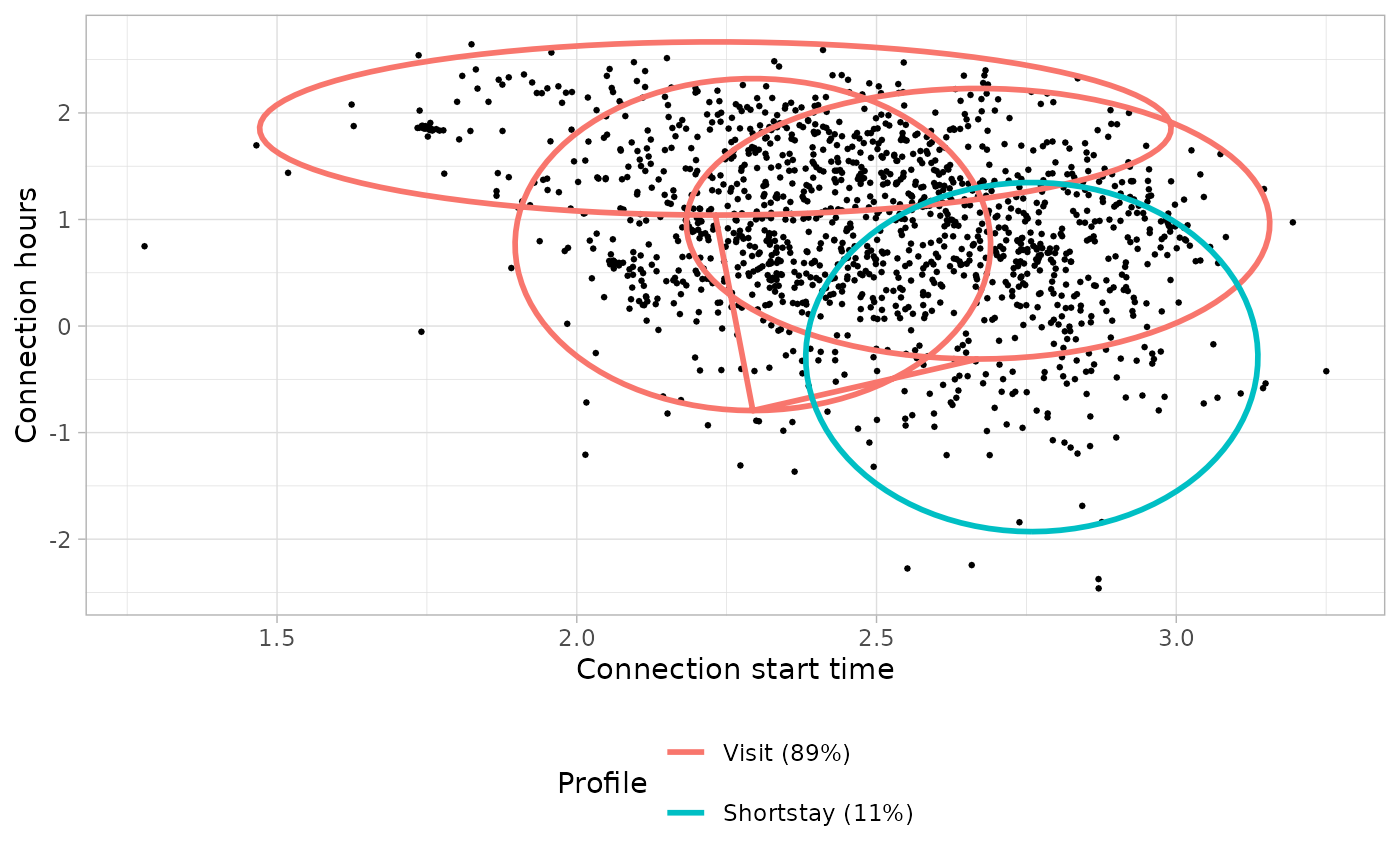 Connection hours
2
1
0
-1
-2
1.5 2.0 2.5 3.0
Connection start time
Profile
Visit (89%)
Shortstay (11%)